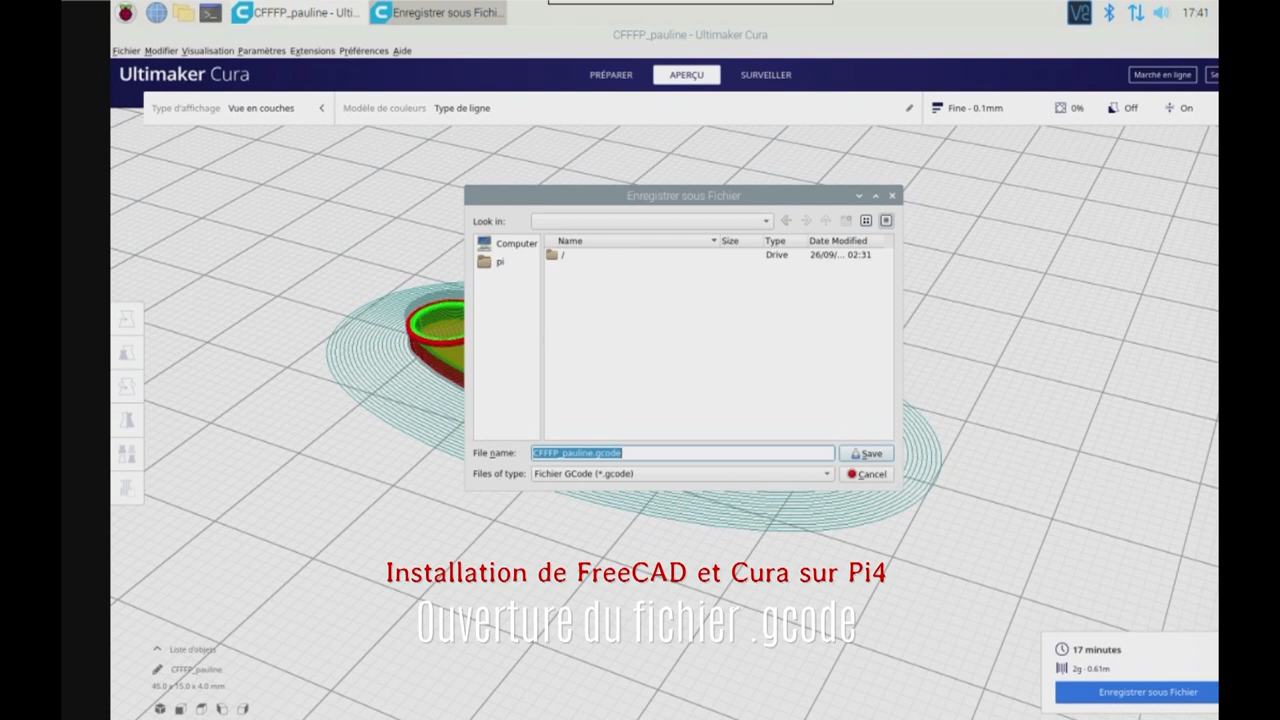 CFFFP_pauline - Ulti...
Enregistrer sous Fichi...
V2
17:41
CFFFP_pauline - Ultimaker Cura
Fichier Modifier Visualisation Paramètres Extensions Préférences Aide
Ultimaker Cura
PRÉPARER
APERÇU
SURVEILLER
Marché en ligne
Se
Type d'affichage Vue en couches
Modèle de couleurs Type de ligne
Fine - 0.1mm
0%
Off
On
Enregistrer sous Fichier
Look in:
Computer
pi
Name Size Type Date Modified
/ Drive 26/09/... 02:31
File name: CFFFP_pauline.gcode
Save
Files of type: Fichier GCode (*.gcode)
Cancel
Installation de FreeCAD et Cura sur Pi4
Ouverture du fichier .gcode
Liste d'objets
CFFFP_pauline
45.0 x 15.0 x 4.0 mm
17 minutes
2g · 0.61m
Enregistrer sous Fichier